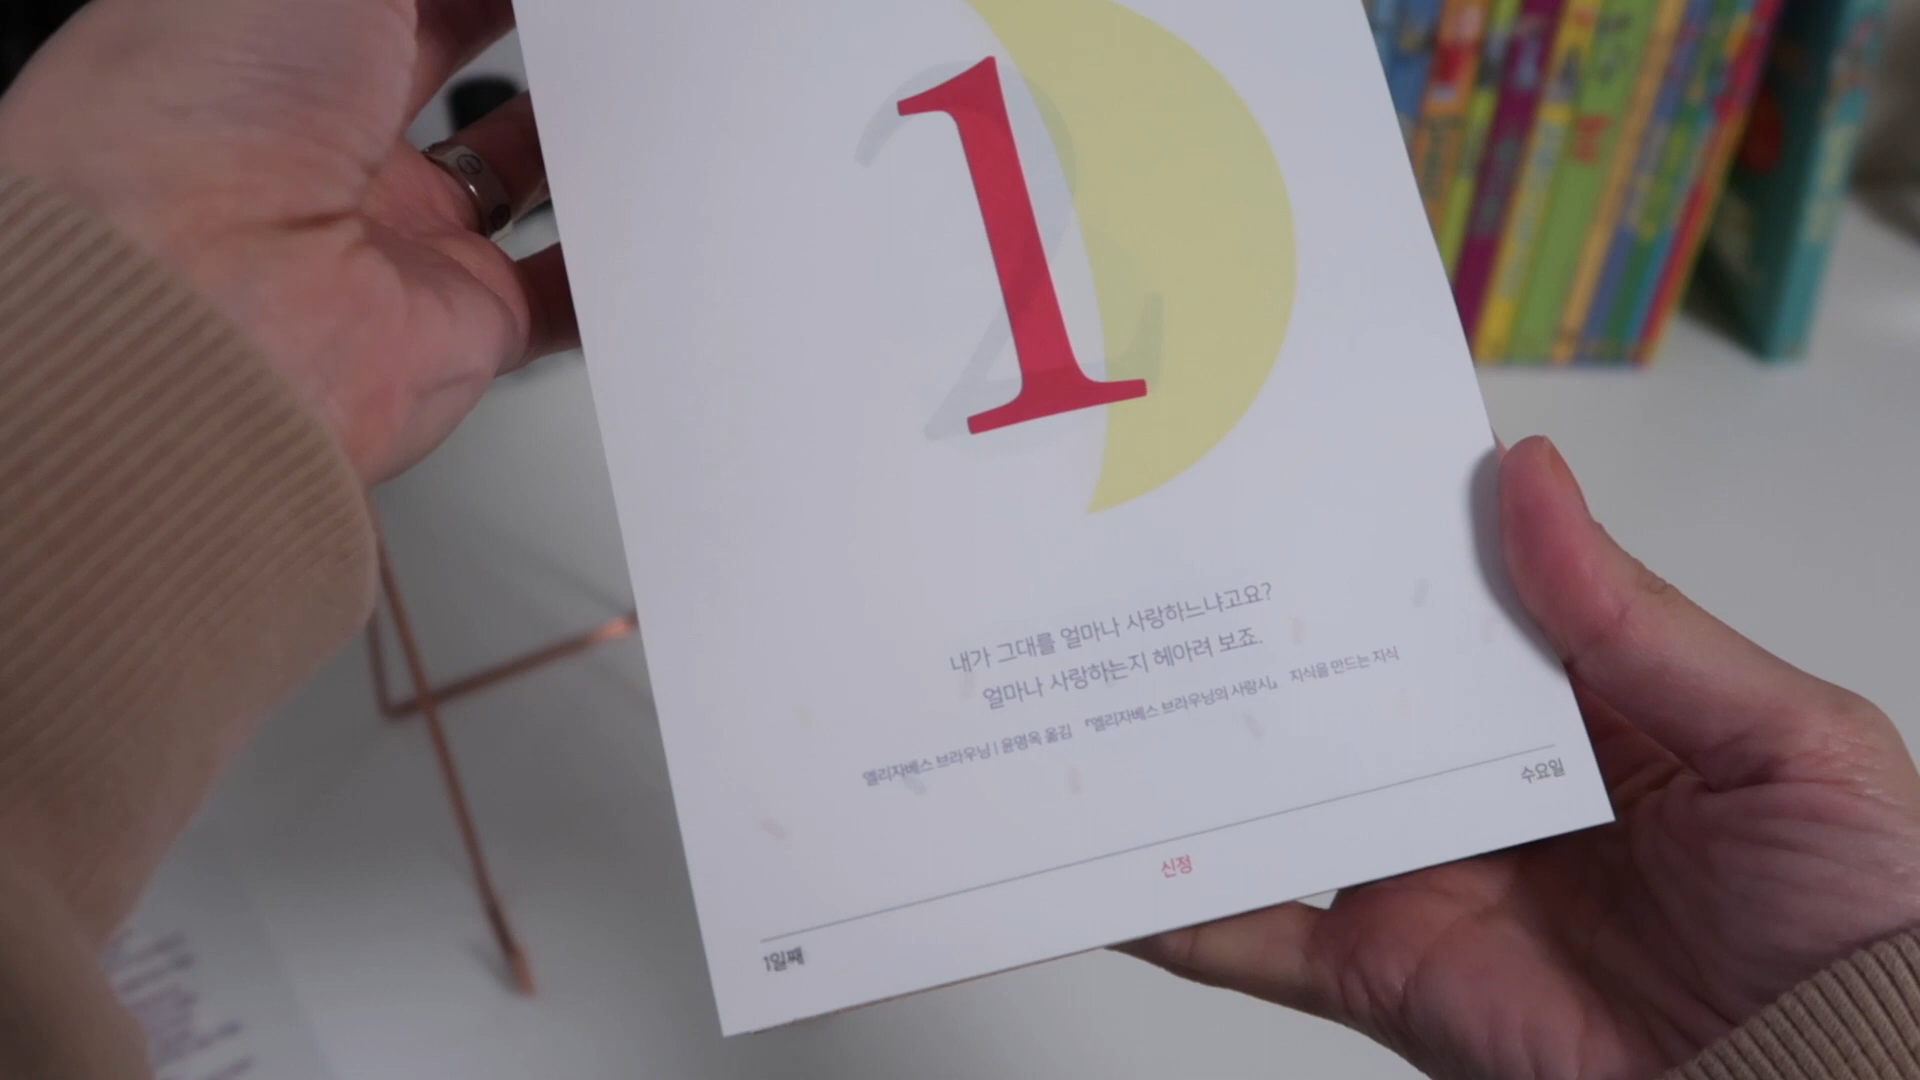 1
내가 그대를 얼마나 사랑하느냐고요?
얼마나 사랑하는지 헤아려 보죠.
엘리자베스 브라우닝 | 윤명옥 옮김 『엘리자베스 브라우닝의 사랑시』 지식을 만드는 지식
수요일
신정
1일째